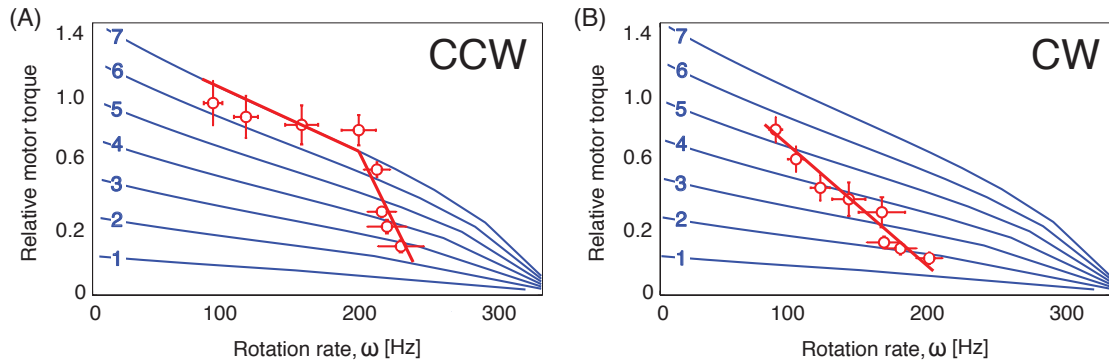 (A)
CCW
Relative motor torque
1.4
1.0
0.6
0.2
0
7
6
5
4
3
2
1
0 100 200 300
Rotation rate, ω [Hz]
(B)
CW
Relative motor torque
1.4
1.0
0.6
0.2
0
7
6
5
4
3
2
1
0 100 200 300
Rotation rate, ω [Hz]